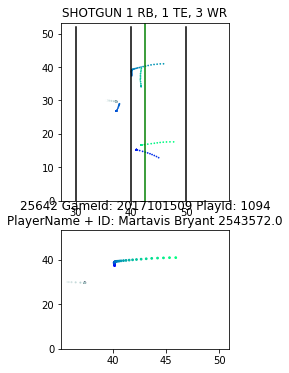 SHOTGUN 1 RB, 1 TE, 3 WR
50
40
30
20
10
0
30 40 50
25642 GameId: 2017101509 PlayId: 1094
PlayerName + ID: Martavis Bryant 2543572.0
40
20
0
40 45 50